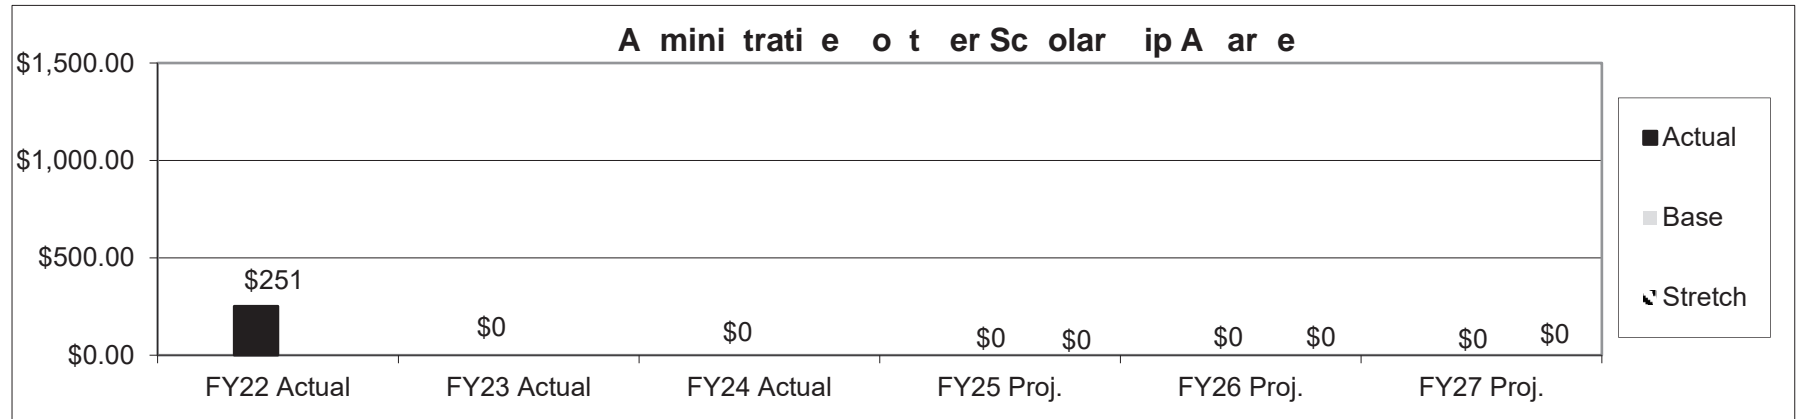 A mini trati e o t er Sc olar ip A ar e
$1,500.00
$1,000.00
$500.00
$0.00
$251
$0
$0
$0 $0
$0 $0
$0 $0
FY22 Actual FY23 Actual FY24 Actual FY25 Proj. FY26 Proj. FY27 Proj.
Actual
Base
Stretch